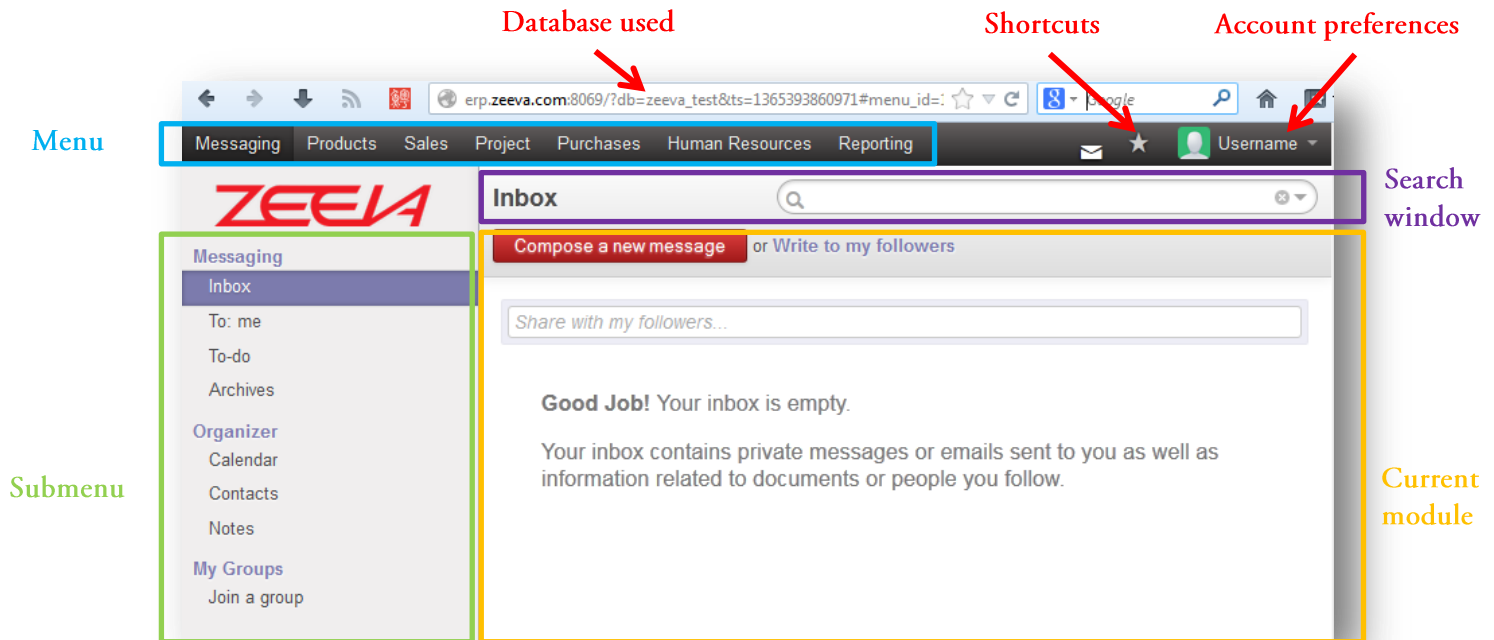 Database used
Shortcuts
Account preferences
erp.zeeva.com:8069/?db=zeeva_test&ts=1365393860971#menu_id=
Google
Menu
Messaging Products Sales Project Purchases Human Resources Reporting
Username
ZEEVA
Inbox
Search
window
Compose a new message or Write to my followers
Messaging
Inbox
To: me
To-do
Archives
Organizer
Calendar
Contacts
Notes
My Groups
Join a group
Share with my followers...
Good Job! Your inbox is empty.
Your inbox contains private messages or emails sent to you as well as
information related to documents or people you follow.
Submenu
Current
module